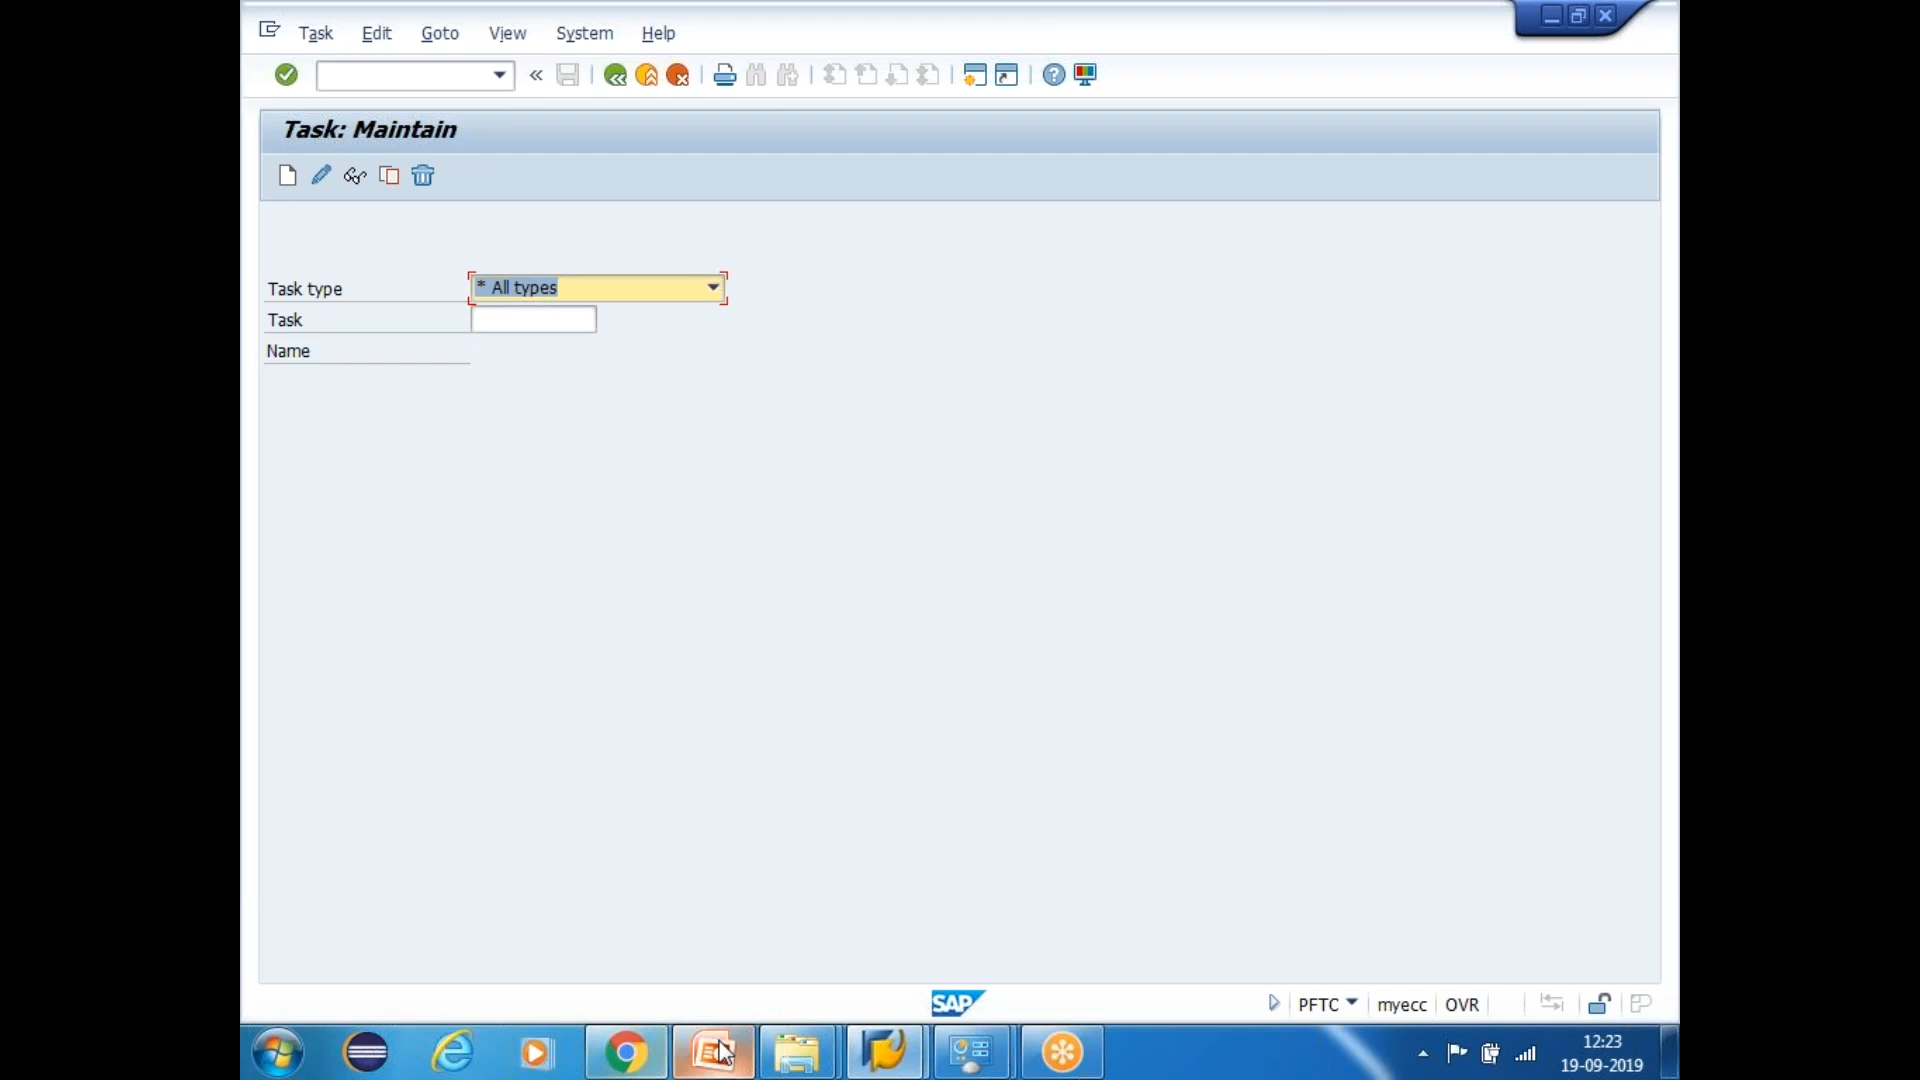 Task Edit Goto View System Help
Task: Maintain
Task type * All types
Task
Name
SAP PFTC myecc OVR
12:23
19-09-2019